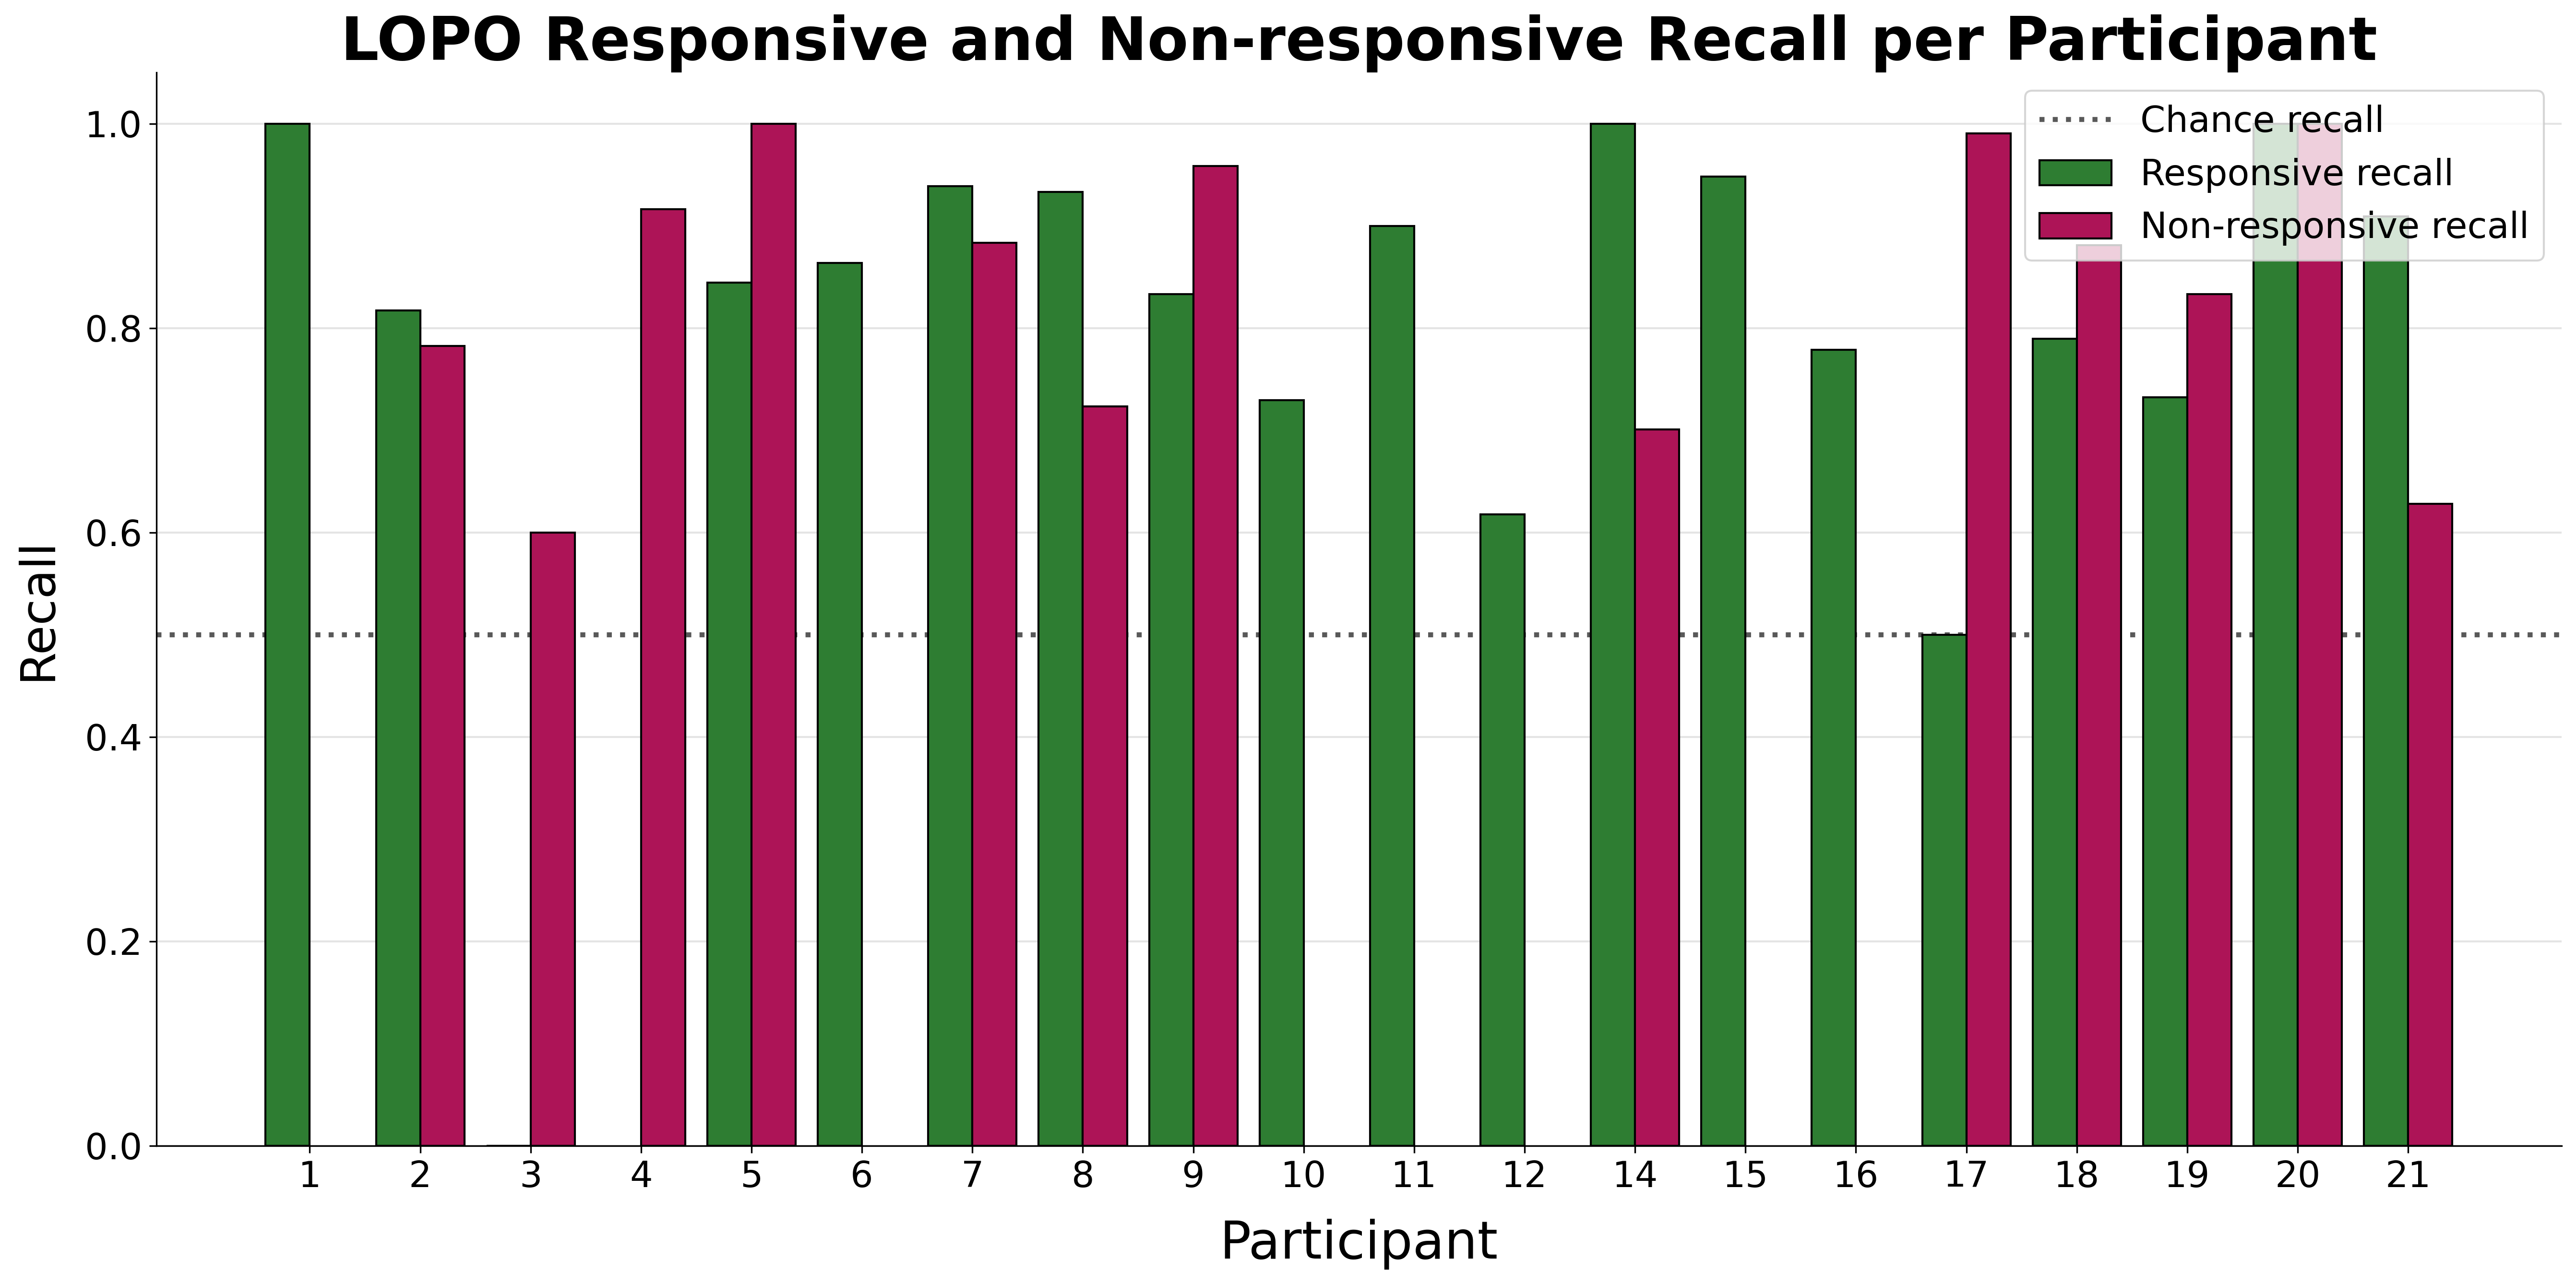 LOPO Responsive and Non-responsive Recall per Participant
Chance recall
Responsive recall
Non-responsive recall
1.0
0.8
0.6
0.4
0.2
0.0
Recall
1 2 3 4 5 6 7 8 9 10 11 12 14 15 16 17 18 19 20 21
Participant